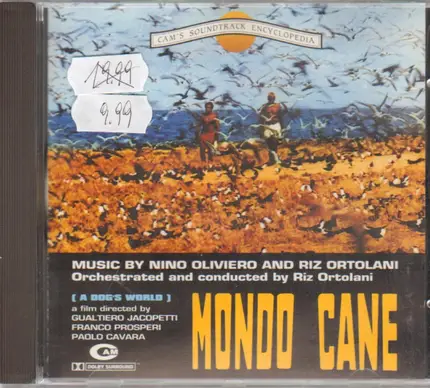 CAM'S SOUNDTRACK ENCYCLOPEDIA
19.99
9.99
MUSIC BY NINO OLIVIERO AND RIZ ORTOLANI
Orchestrated and conducted by Riz Ortolani
( A DOG'S WORLD )
a film directed by
GUALTIERO JACOPETTI
FRANCO PROSPERI
PAOLO CAVARA
MONDO CANE
CAM
DOLBY SURROUND